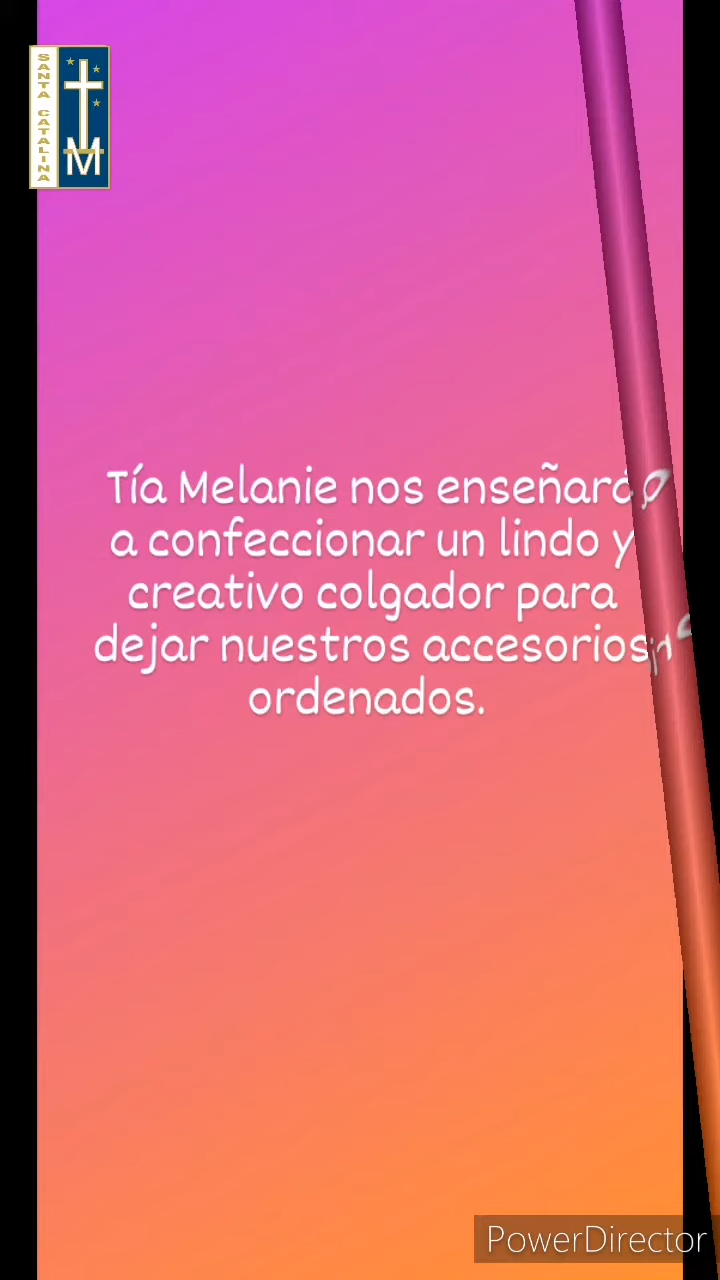 SANTA CATALINA
M
Tía Melanie nos enseñará
a confeccionar un lindo y
creativo colgador para
dejar nuestros accesorios
ordenados.
PowerDirector